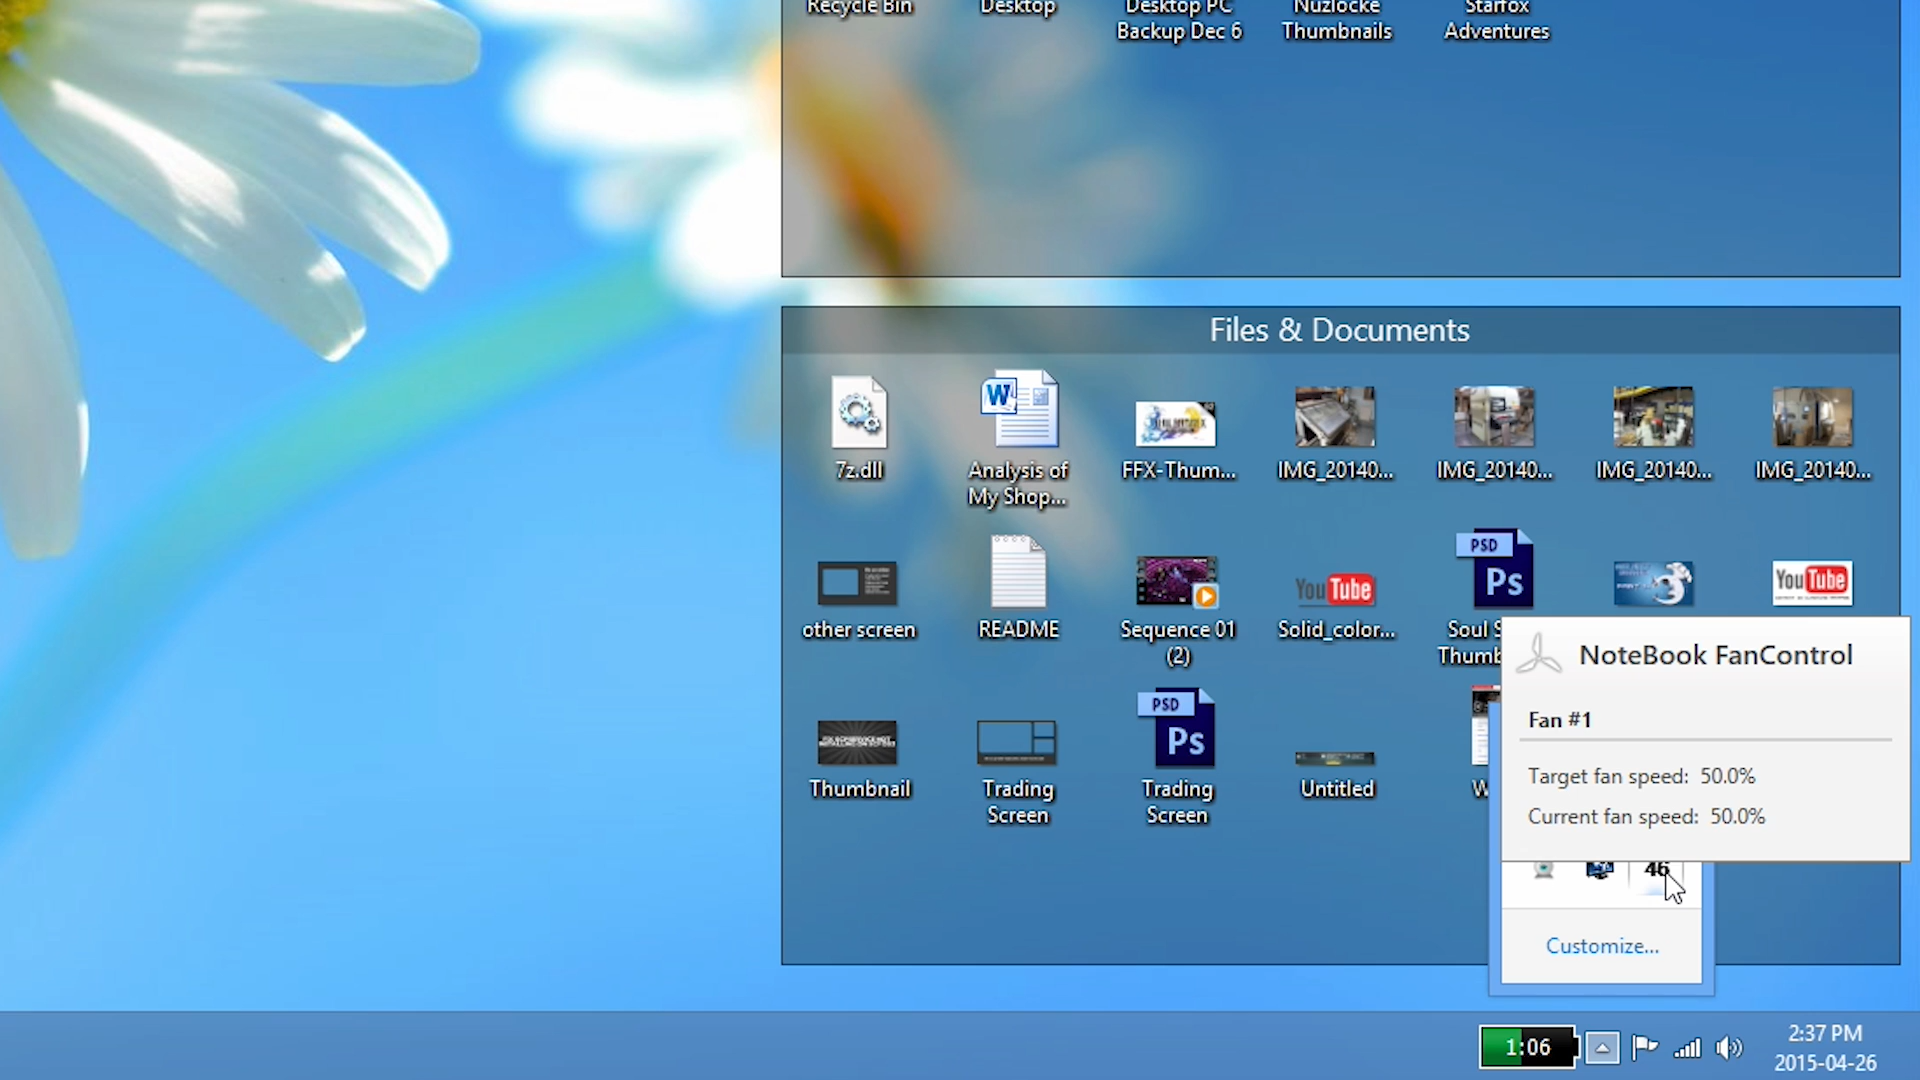 Recycle Bin
Desktop
Desktop PC
Backup Dec 6
Nuzlocke
Thumbnails
Starfox
Adventures
Files & Documents
7z.dll
Analysis of
My Shop...
FFX-Thum...
IMG_20140...
IMG_20140...
IMG_20140...
IMG_20140...
W
PSD
Ps
YouTube
YouTube
other screen
README
Sequence 01
(2)
Solid_color...
Soul S
Thumb
PSD
Ps
Thumbnail
Trading
Screen
Trading
Screen
Untitled
W
NoteBook FanControl
Fan #1
Target fan speed: 50.0%
Current fan speed: 50.0%
46
Customize...
1:06
2:37 PM
2015-04-26